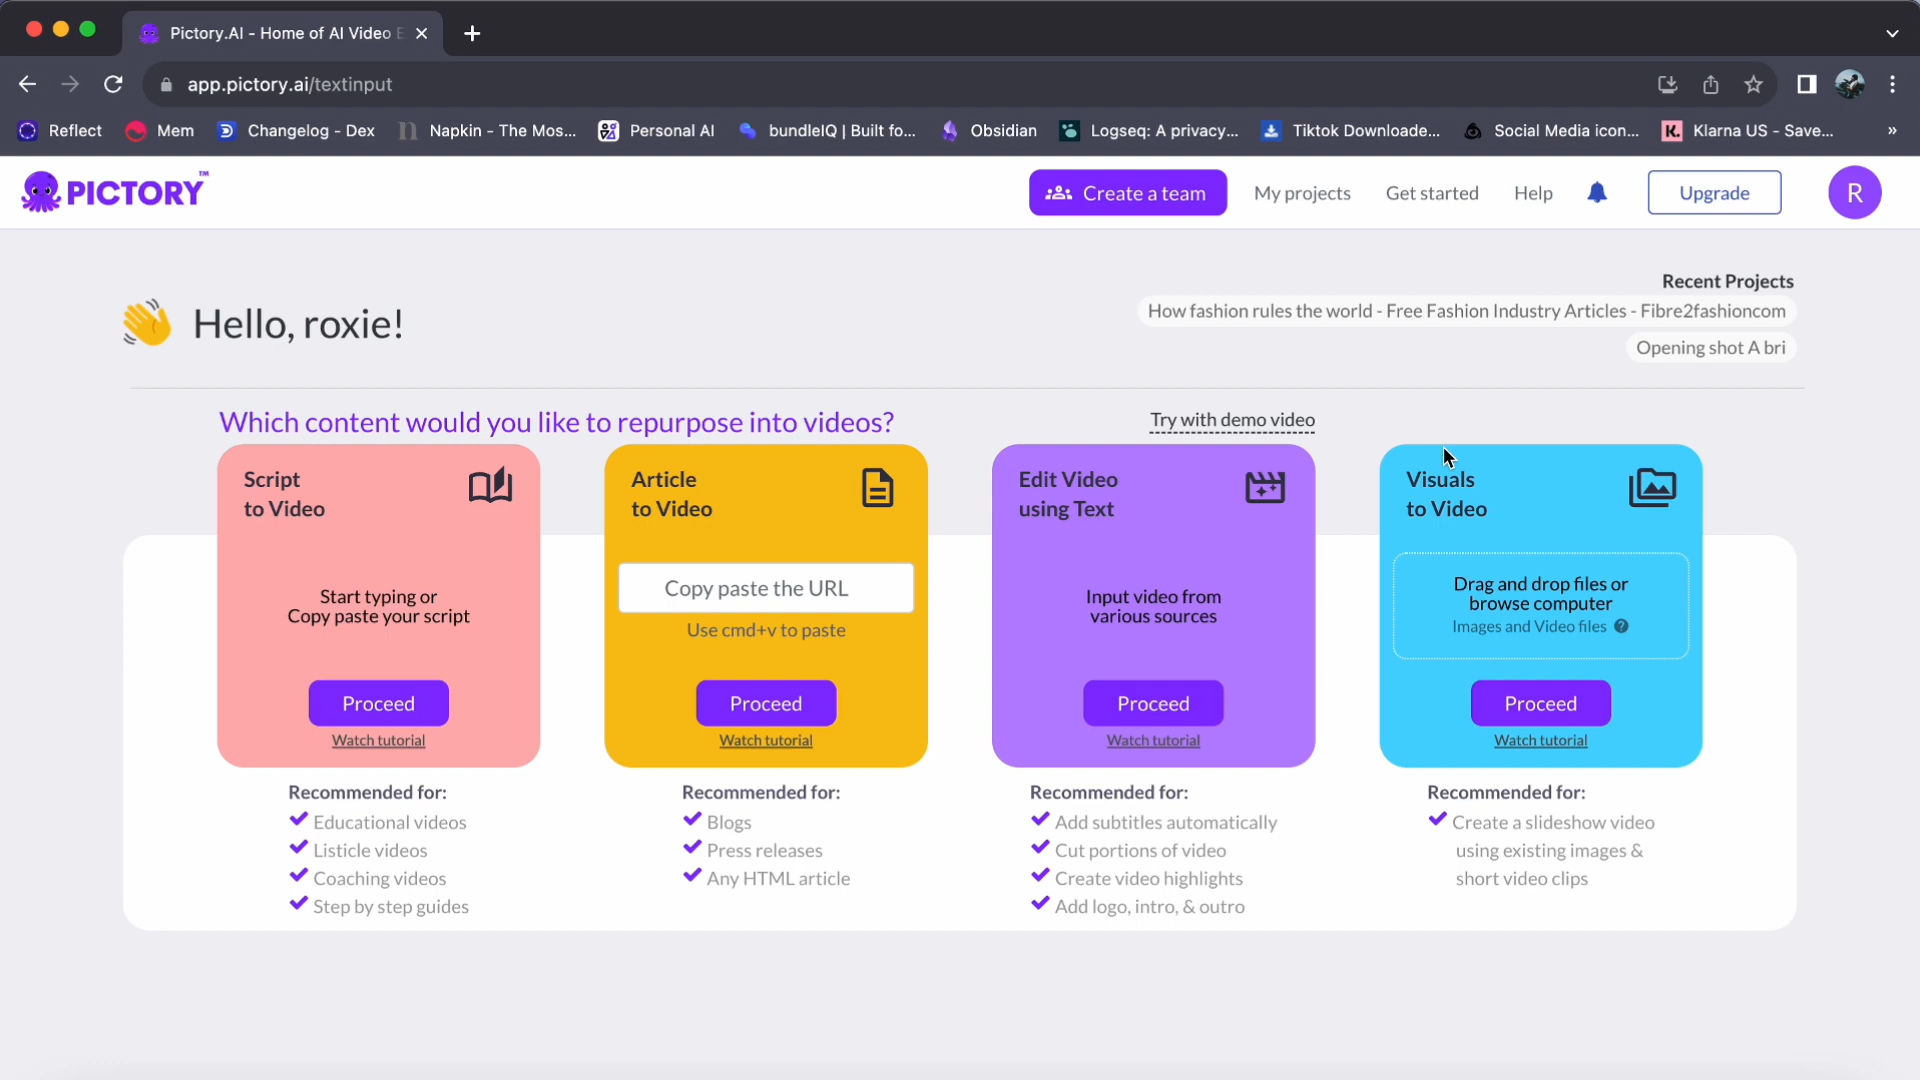 Pictory.AI - Home of AI Video E
app.pictory.ai/textinput
Reflect
Mem
Changelog - Dex
Napkin - The Mos...
Personal AI
bundleIQ | Built fo...
Obsidian
Logseq: A privacy...
Tiktok Downloade...
Social Media icon...
K.
Klarna US - Save...
»
PICTORY™
Create a team
My projects
Get started
Help
Upgrade
R
Hello, roxie!
Recent Projects
How fashion rules the world - Free Fashion Industry Articles - Fibre2fashioncom
Opening shot A bri
Which content would you like to repurpose into videos?
Try with demo video
Script
to Video
Start typing or
Copy paste your script
Proceed
Watch tutorial
Recommended for:
Educational videos
Listicle videos
Coaching videos
Step by step guides
Article
to Video
Copy paste the URL
Use cmd+v to paste
Proceed
Watch tutorial
Recommended for:
Blogs
Press releases
Any HTML article
Edit Video
using Text
Input video from
various sources
Proceed
Watch tutorial
Recommended for:
Add subtitles automatically
Cut portions of video
Create video highlights
Add logo, intro, & outro
Visuals
to Video
Drag and drop files or
browse computer
Images and Video files ?
Proceed
Watch tutorial
Recommended for:
Create a slideshow video
using existing images &
short video clips